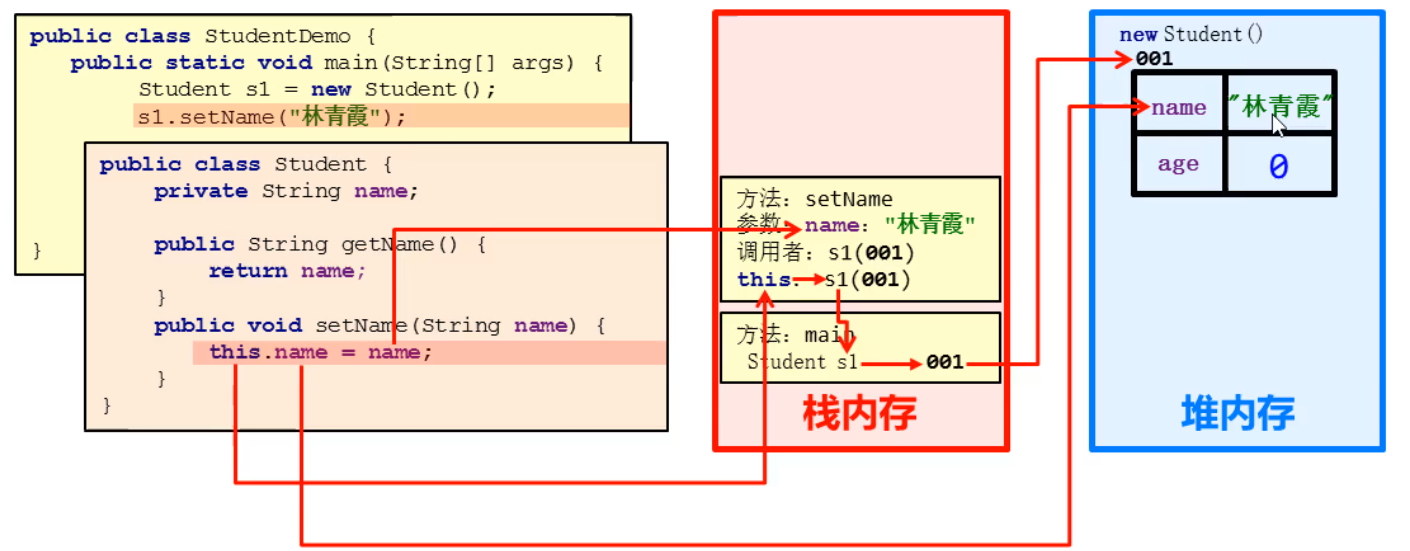 public class StudentDemo {
public static void main(String[] args) {
Student s1 = new Student();
s1.setName("林青霞");
}
public class Student {
private String name;
public String getName() {
return name;
}
public void setName(String name) {
this.name = name;
}
}
方法: setName
参数: name: "林青霞"
调用者: s1(001)
this: s1(001)
方法: main
Student s1 001
栈内存
new Student()
001
name "林青霞"
age 0
堆内存